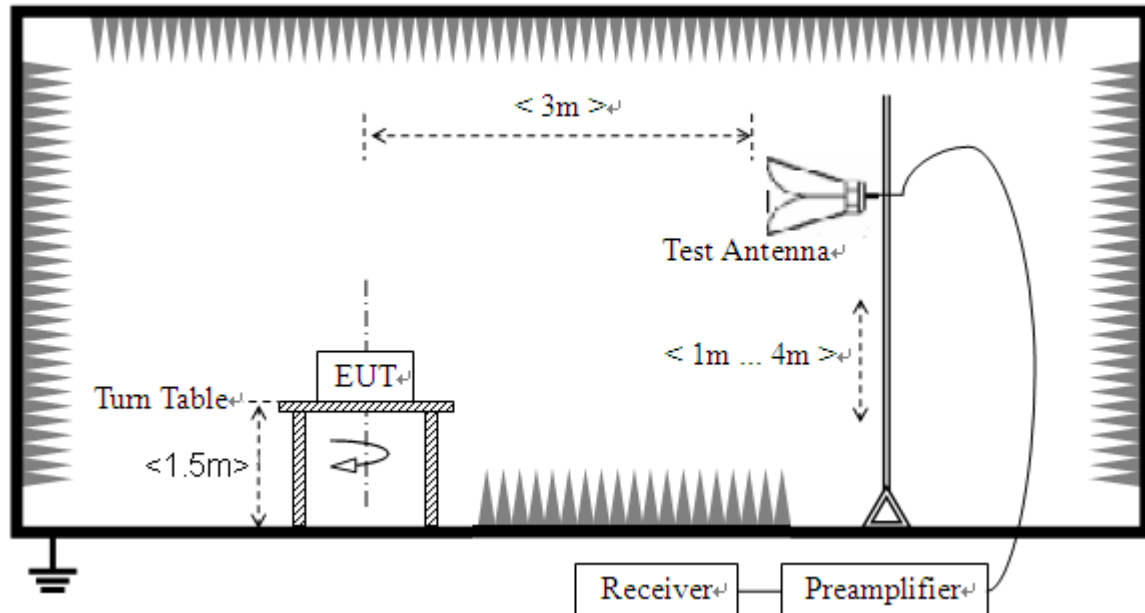 < 3m >↵
Test Antenna↵
< 1m ... 4m >↵
EUT↵
Turn Table↵
<1.5m>
Receiver↵
Preamplifier↵